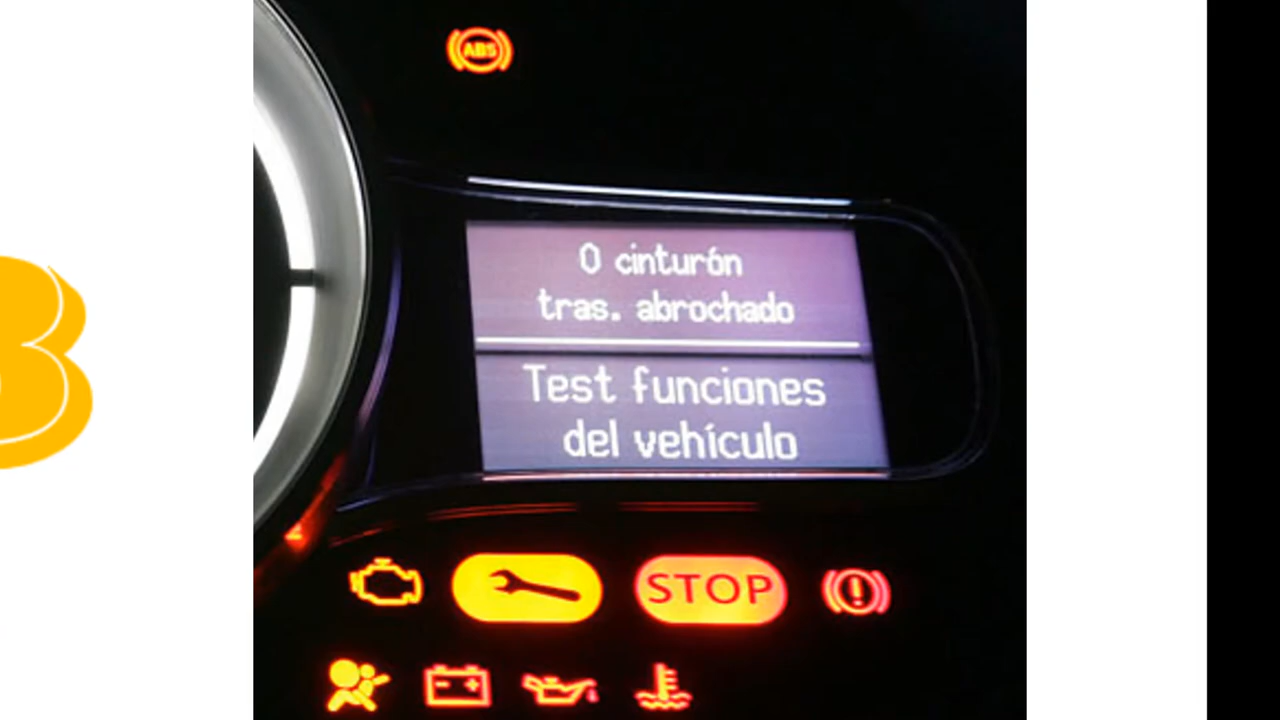 ABS
0 cinturón
tras. abrochado
Test funciones
del vehículo
STOP